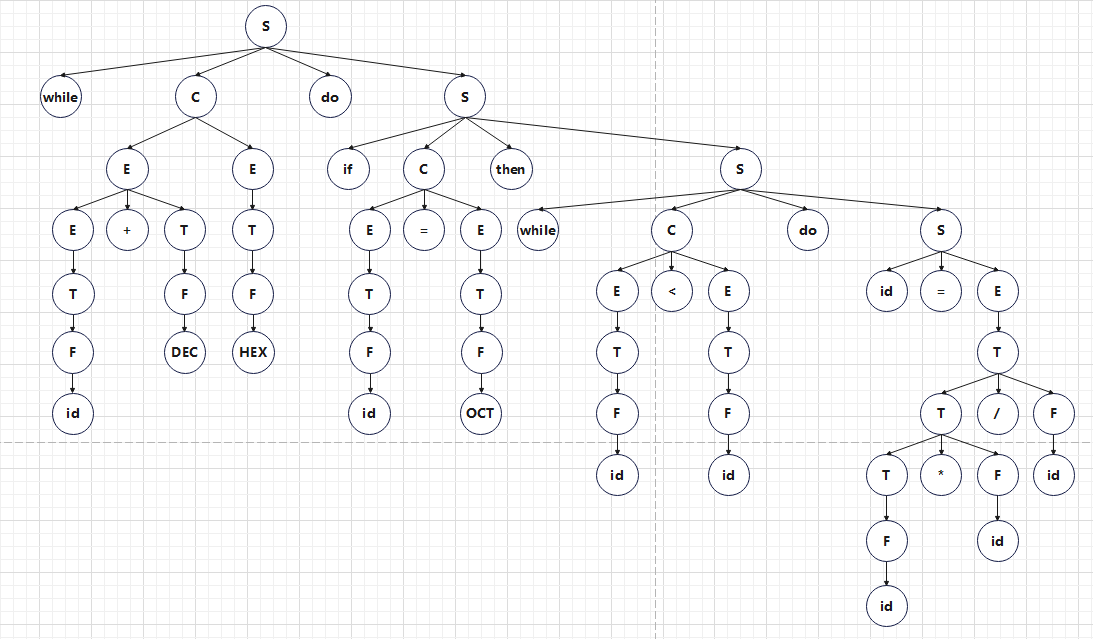 S
while C do S
E E if C then S
E + T T E = E while C do S
T F F T T E < E id = E
F DEC HEX F F T T T
id id OCT F F T / F
id id T * F id
F id
id